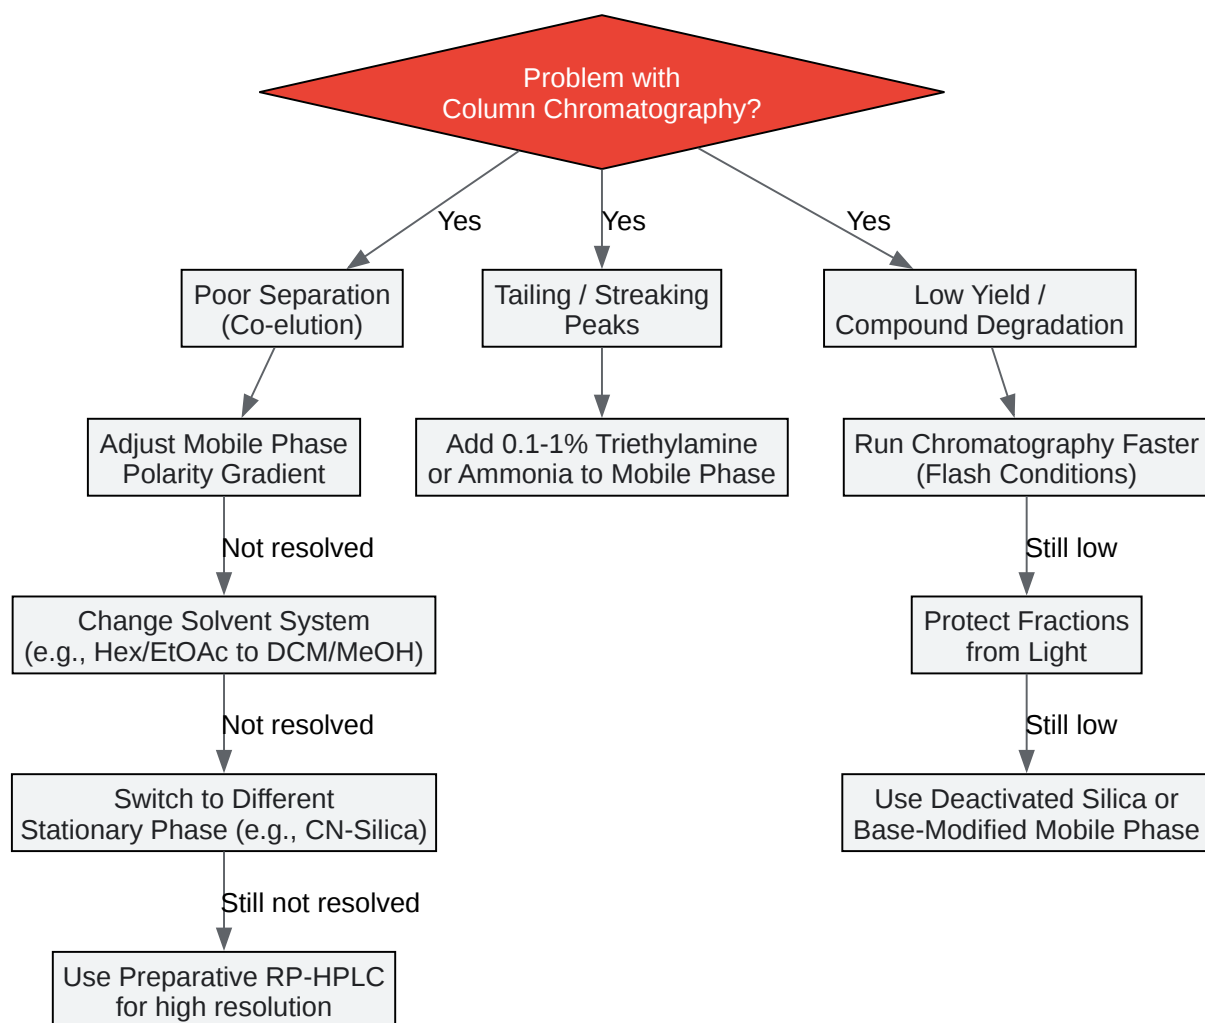 Problem with
Column Chromatography?
Yes
Yes
Yes
Poor Separation
(Co-elution)
Tailing / Streaking
Peaks
Low Yield /
Compound Degradation
Adjust Mobile Phase
Polarity Gradient
Add 0.1-1% Triethylamine
or Ammonia to Mobile Phase
Run Chromatography Faster
(Flash Conditions)
Not resolved
Still low
Change Solvent System
(e.g., Hex/EtOAc to DCM/MeOH)
Protect Fractions
from Light
Not resolved
Still low
Switch to Different
Stationary Phase (e.g., CN-Silica)
Use Deactivated Silica or
Base-Modified Mobile Phase
Still not resolved
Use Preparative RP-HPLC
for high resolution